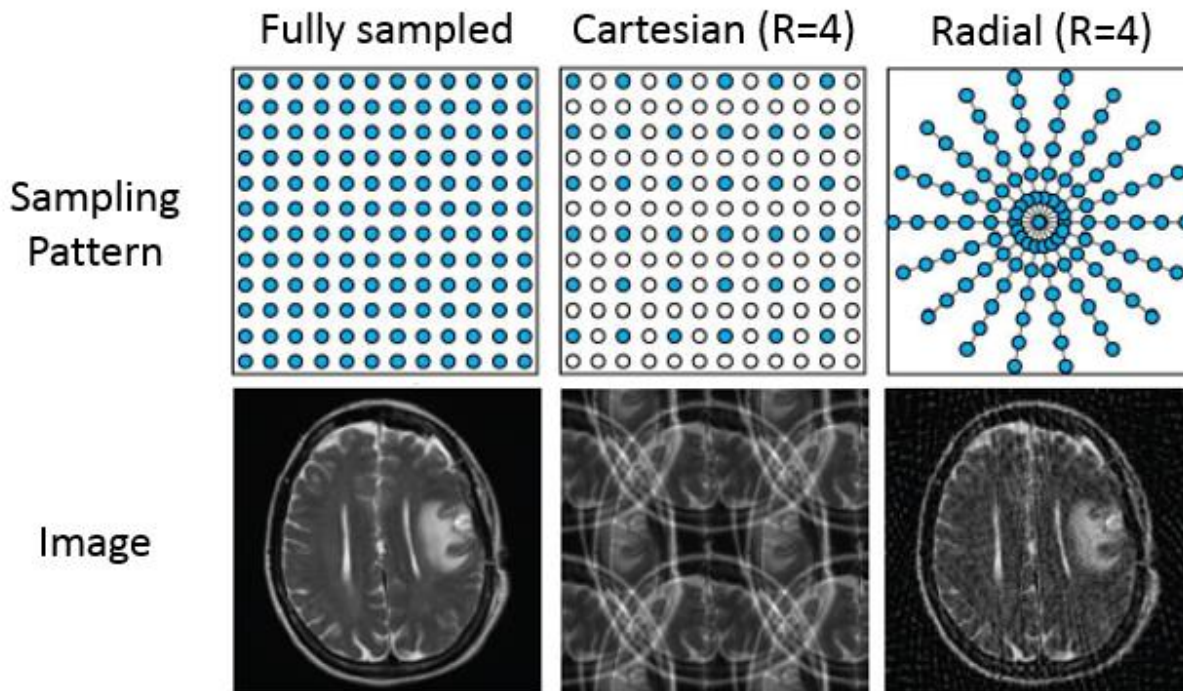 Fully sampled
Cartesian (R=4)
Radial (R=4)
Sampling
Pattern
Image